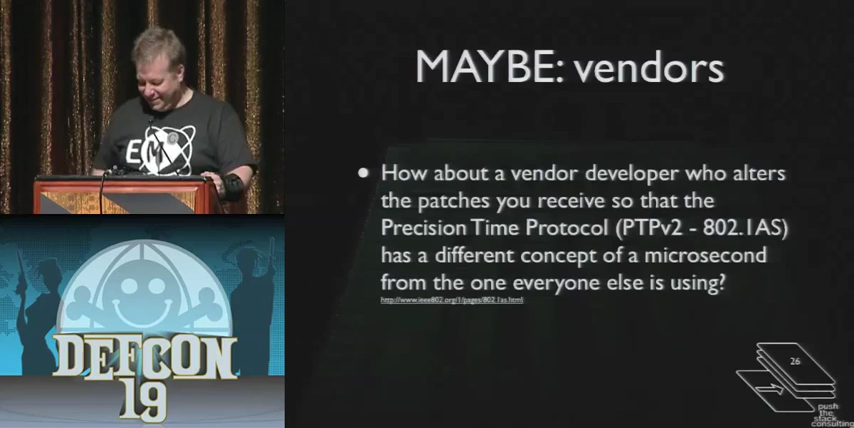 MAYBE: vendors
How about a vendor developer who alters
the patches you receive so that the
Precision Time Protocol (PTPv2 - 802.1AS)
has a different concept of a microsecond
from the one everyone else is using?
http://www.ieee802.org/1/pages/802.1as.html
EM
DEFCON
19
26
push
the
stack
consulting